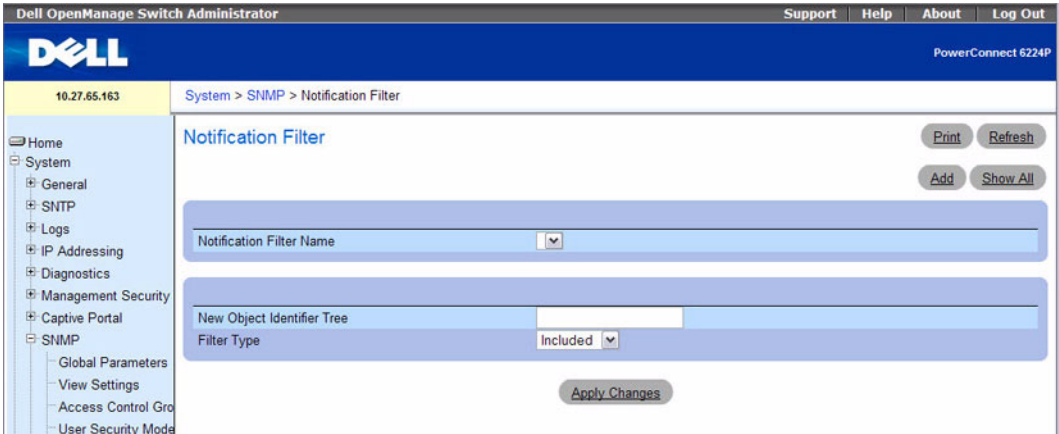 Dell OpenManage Switch Administrator
Support Help About Log Out
DELL
PowerConnect 6224P
10.27.65.163
System > SNMP > Notification Filter
Home
System
General
SNTP
Logs
IP Addressing
Diagnostics
Management Security
Captive Portal
SNMP
Global Parameters
View Settings
Access Control Gro
User Security Mode
Notification Filter
Print Refresh
Add Show All
Notification Filter Name
New Object Identifier Tree
Filter Type Included
Apply Changes